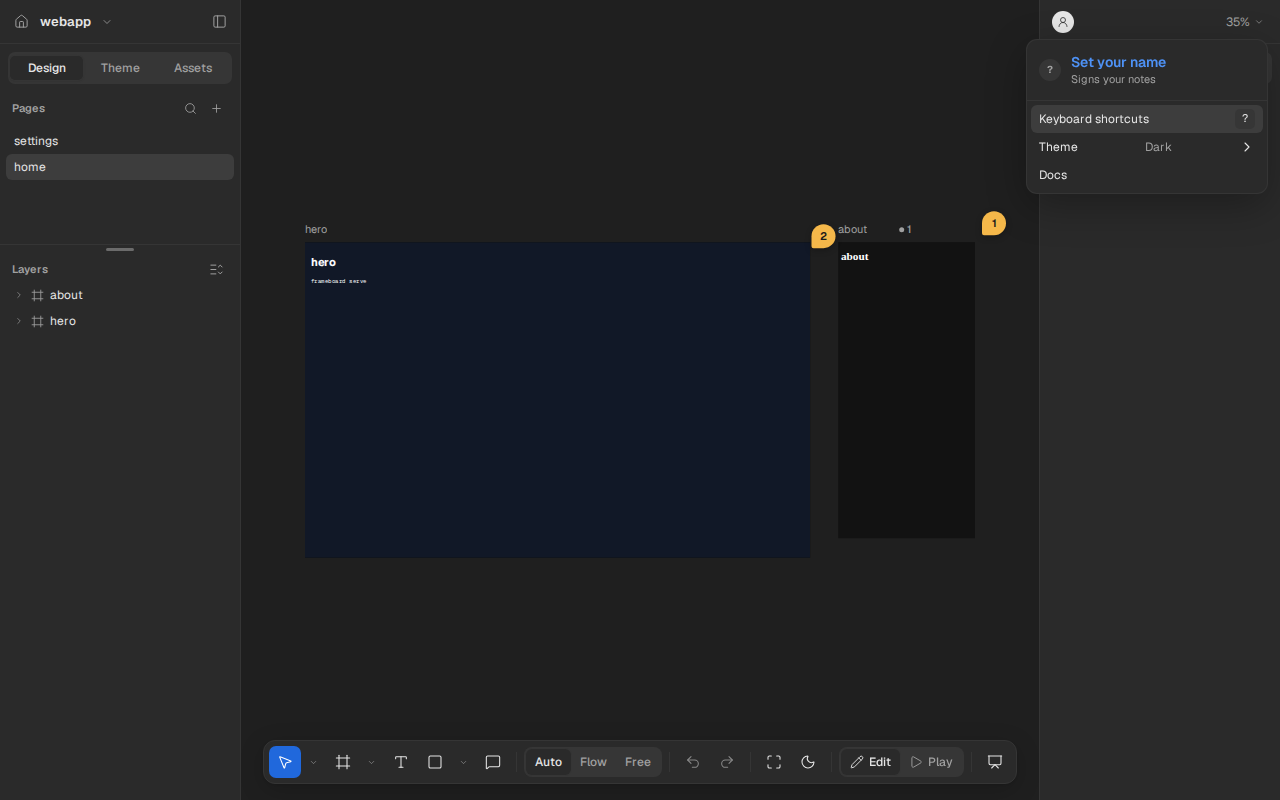 webapp
Design Theme Assets
Pages
settings
home
Layers
about
hero
hero
hero
frameboard serve
2
about 1
about
1
35%
? Set your name
Signs your notes
Keyboard shortcuts ?
Theme Dark
Docs
Auto Flow Free
Edit Play